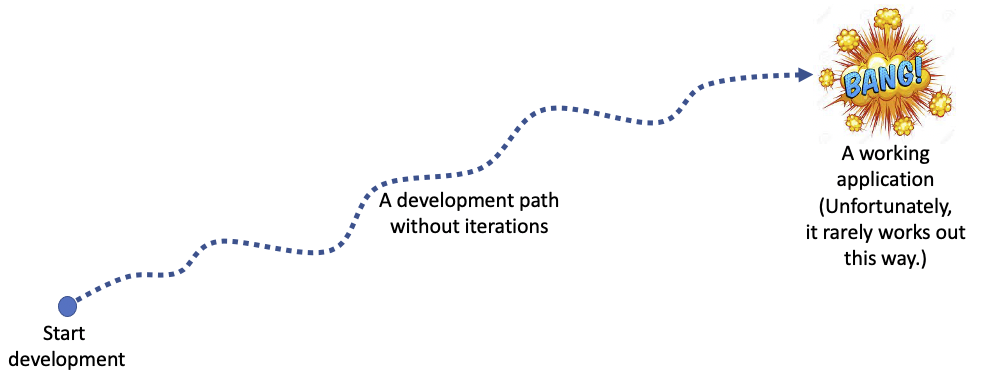 BANG!
A working
application
(Unfortunately,
it rarely works out
this way.)
A development path
without iterations
Start
development